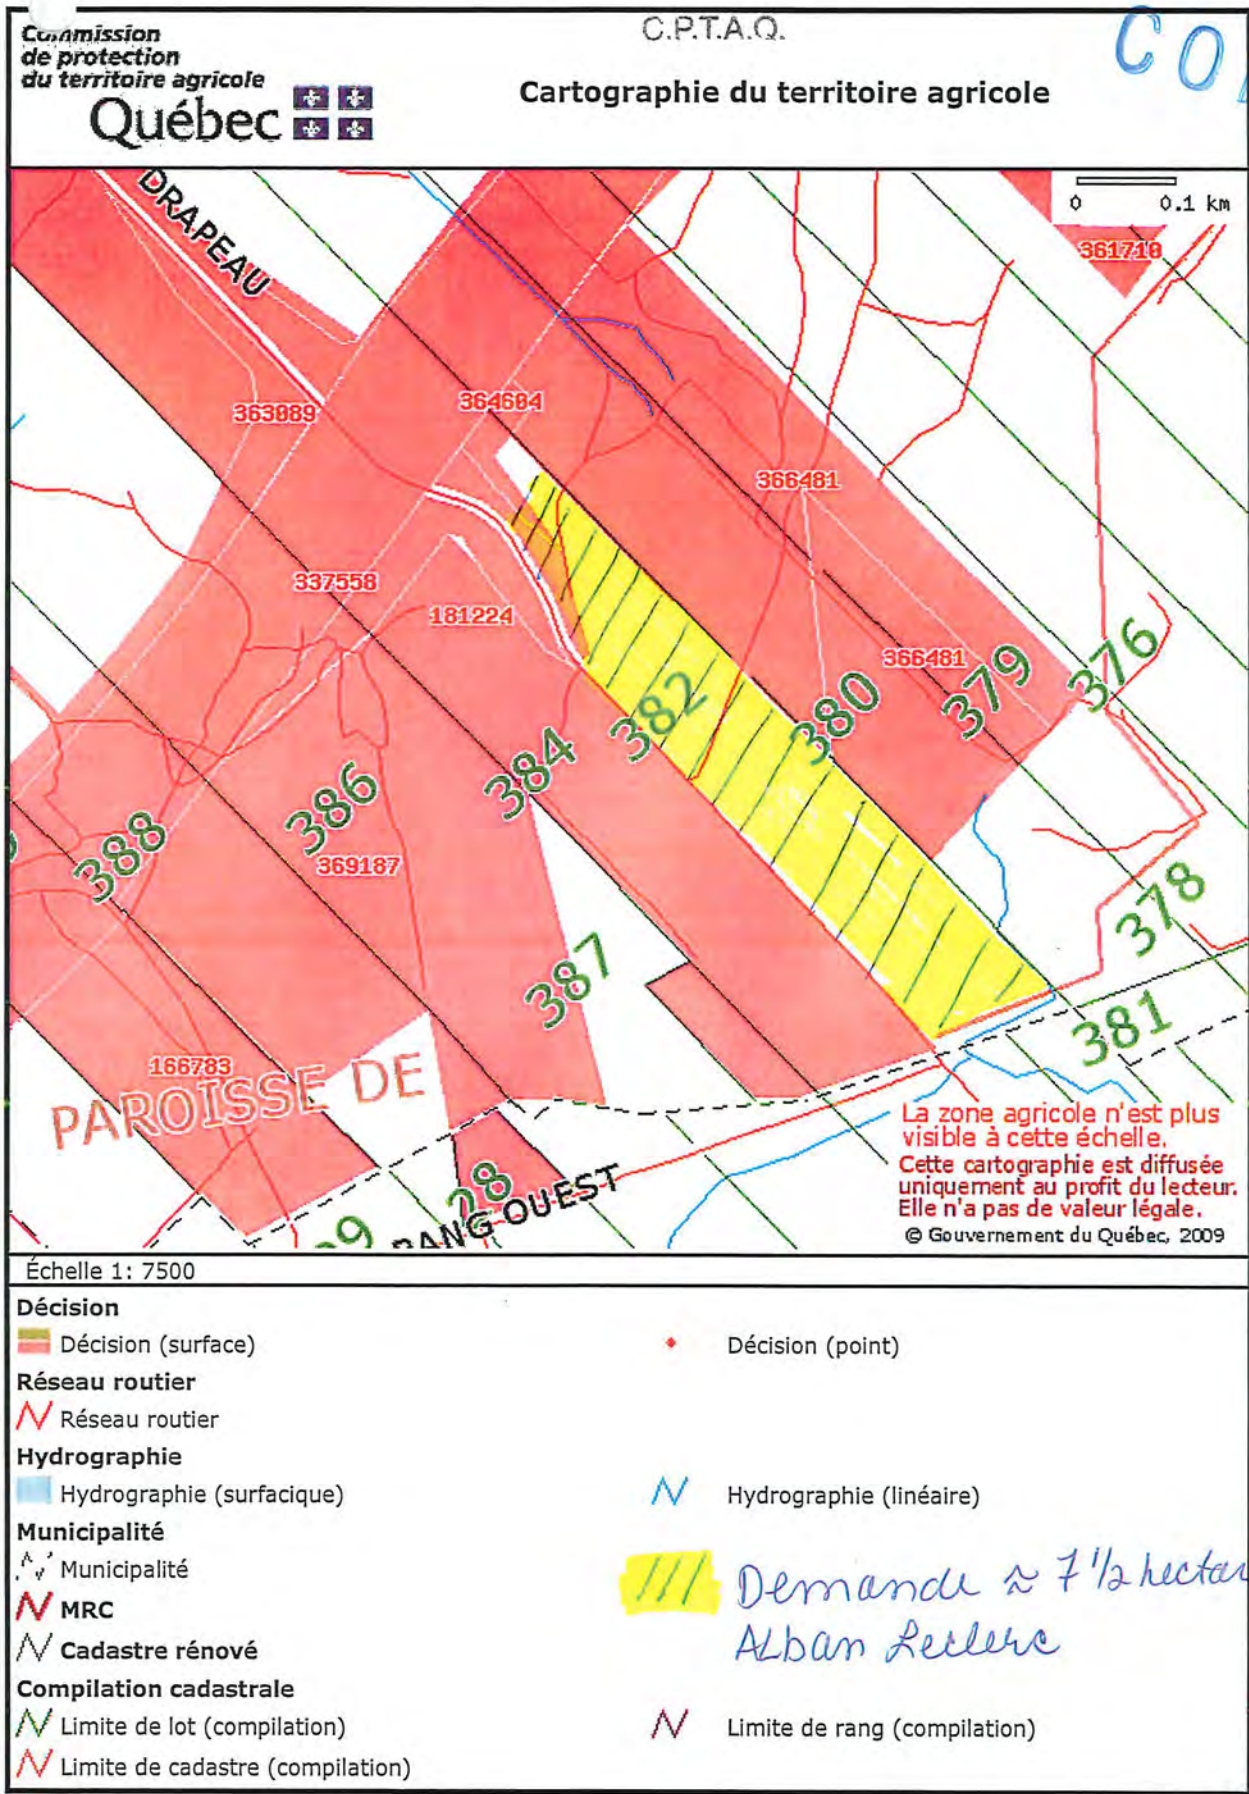 Commission
de protection
du territoire agricole
Québec
C.P.T.A.Q.
Cartographie du territoire agricole
DRAPEAU
0 0.1 km
361710
363089
364604
366481
337558
181224
366481
376
379
380
382
384
386
388
369187
387
378
381
166783
PAROISSE DE
28
RANG OUEST
La zone agricole n'est plus
visible à cette échelle.
Cette cartographie est diffusée
uniquement au profit du lecteur.
Elle n'a pas de valeur légale.
© Gouvernement du Québec, 2009
Échelle 1: 7500
Décision
Décision (surface)
Décision (point)
Réseau routier
Réseau routier
Hydrographie
Hydrographie (surfacique)
Hydrographie (linéaire)
Municipalité
Municipalité
MRC
Cadastre rénové
Demande ≈ 7 1/2 hectar
ALban Leclerc
Compilation cadastrale
Limite de lot (compilation)
Limite de rang (compilation)
Limite de cadastre (compilation)